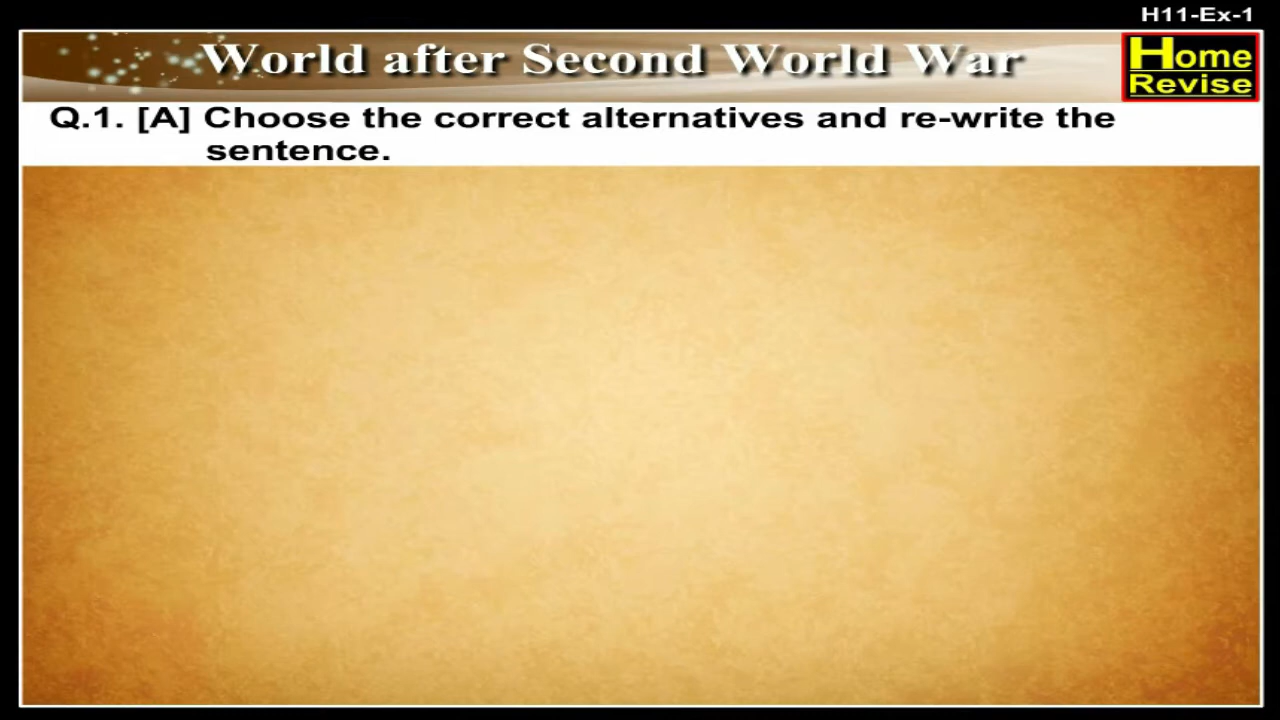 H11-Ex-1
World after Second World War
Home
Revise
Q.1. [A] Choose the correct alternatives and re-write the
sentence.